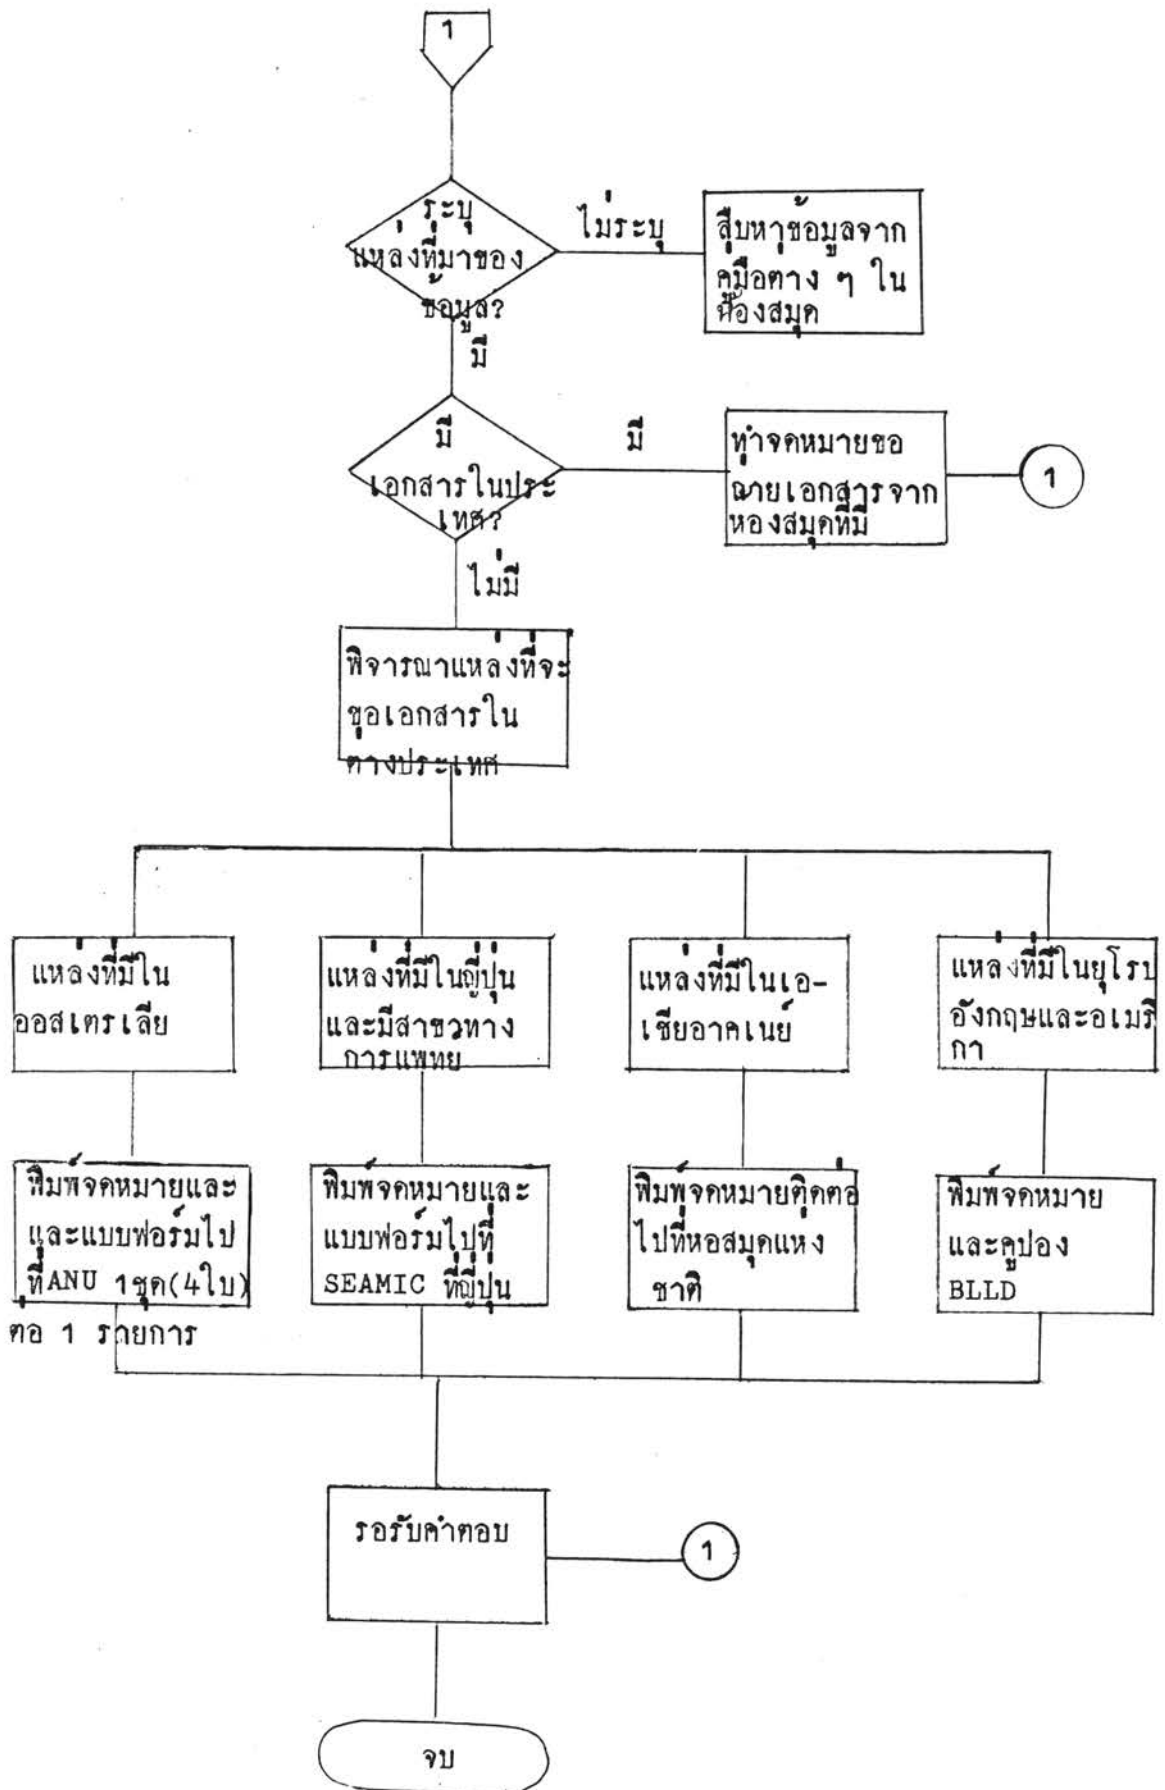 1
ระบุ
แหล่งที่มาของ
ข้อมูล?
ไม่ระบุ
สืบหาข้อมูลจาก
คู่มือต่าง ๆ ใน
ห้องสมุด
มี
มี
เอกสารในประ
เทศ?
มี
ทำจดหมายขอ
ถ่ายเอกสารจาก
ห้องสมุดที่มี
1
ไม่มี
พิจารณาแหล่งที่จะ
ขอเอกสารใน
ต่างประเทศ
แหล่งที่มีใน
ออสเตรเลีย
แหล่งที่มีในญี่ปุ่น
และมีสาขวทาง
การแพทย
แหล่งที่มีในเอ-
เชียอาคเนย์
แหล่งที่มีในยุโรป
อังกฤษและอเมริ
กา
พิมพ์จดหมายและ
และแบบฟอร์มไป
ที่ANU 1ชุด(4ใบ)
ตอ 1 รายการ
พิมพ์จดหมายและ
แบบฟอร์มไปที่
SEAMIC ที่ญี่ปุ่น
พิมพ์จดหมายติดต่อ
ไปที่หอสมุดแหง
ชาติ
พิมพ์จดหมาย
และคูปอง
BLLD
รอรับคำตอบ
1
จบ